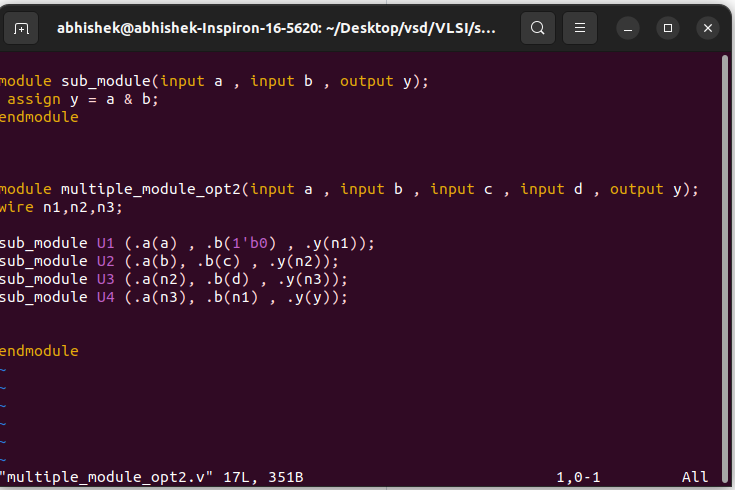 abhishek@abhishek-Inspiron-16-5620: ~/Desktop/vsd/VLSI/s...
module sub_module(input a , input b , output y);
assign y = a & b;
endmodule
module multiple_module_opt2(input a , input b , input c , input d , output y);
wire n1,n2,n3;
sub_module U1 (.a(a) , .b(1'b0) , .y(n1));
sub_module U2 (.a(b), .b(c) , .y(n2));
sub_module U3 (.a(n2), .b(d) , .y(n3));
sub_module U4 (.a(n3), .b(n1) , .y(y));
endmodule
~
~
~
~
~
~
"multiple_module_opt2.v" 17L, 351B 1,0-1 All